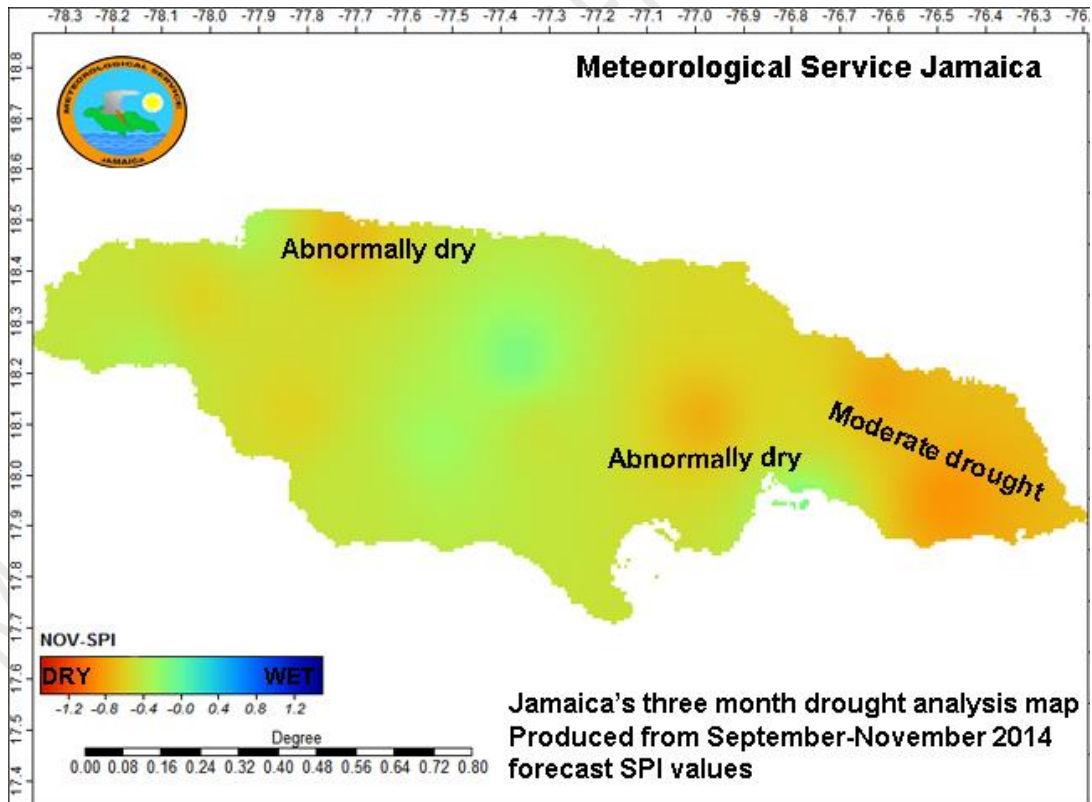 -78.3 -78.2 -78.1 -78.0 -77.9 -77.8 -77.7 -77.6 -77.5 -77.4 -77.3 -77.2 -77.1 -77.0 -76.9 -76.8 -76.7 -76.6 -76.5 -76.4 -76.3 -76.
18.8
18.7
18.6
18.5
18.4
18.3
18.2
18.1
18.0
17.9
17.8
17.7
17.6
17.5
17.4
METEOROLOGICAL SERVICE
JAMAICA
Meteorological Service Jamaica
Abnormally dry
Moderate drought
Abnormally dry
NOV-SPI
DRY WET
-1.2 -0.8 -0.4 -0.0 0.4 0.8 1.2
Degree
0.00 0.08 0.16 0.24 0.32 0.40 0.48 0.56 0.64 0.72 0.80
Jamaica's three month drought analysis map
Produced from September-November 2014
forecast SPI values